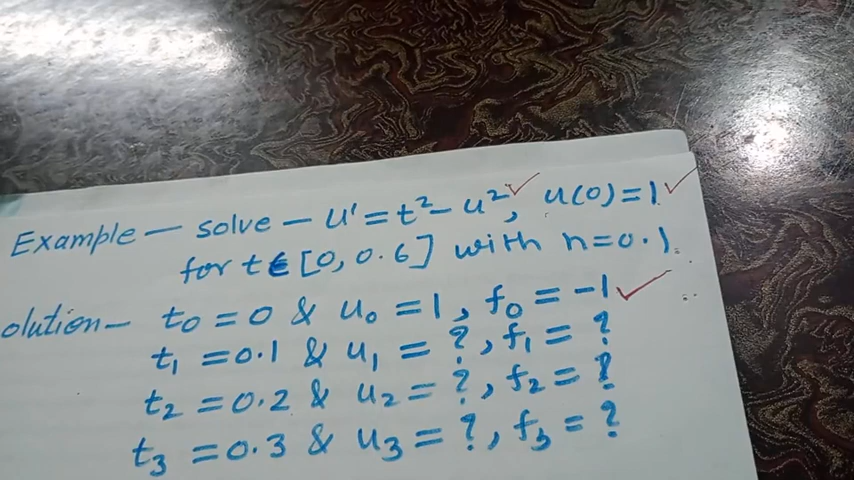 Example — solve — u' = t² - u², u(0) = 1
for t ∈ [0, 0.6] with h = 0.1
olution — t₀ = 0 & u₀ = 1, f₀ = -1
t₁ = 0.1 & u₁ = ?, f₁ = ?
t₂ = 0.2 & u₂ = ?, f₂ = ?
t₃ = 0.3 & u₃ = ?, f₃ = ?